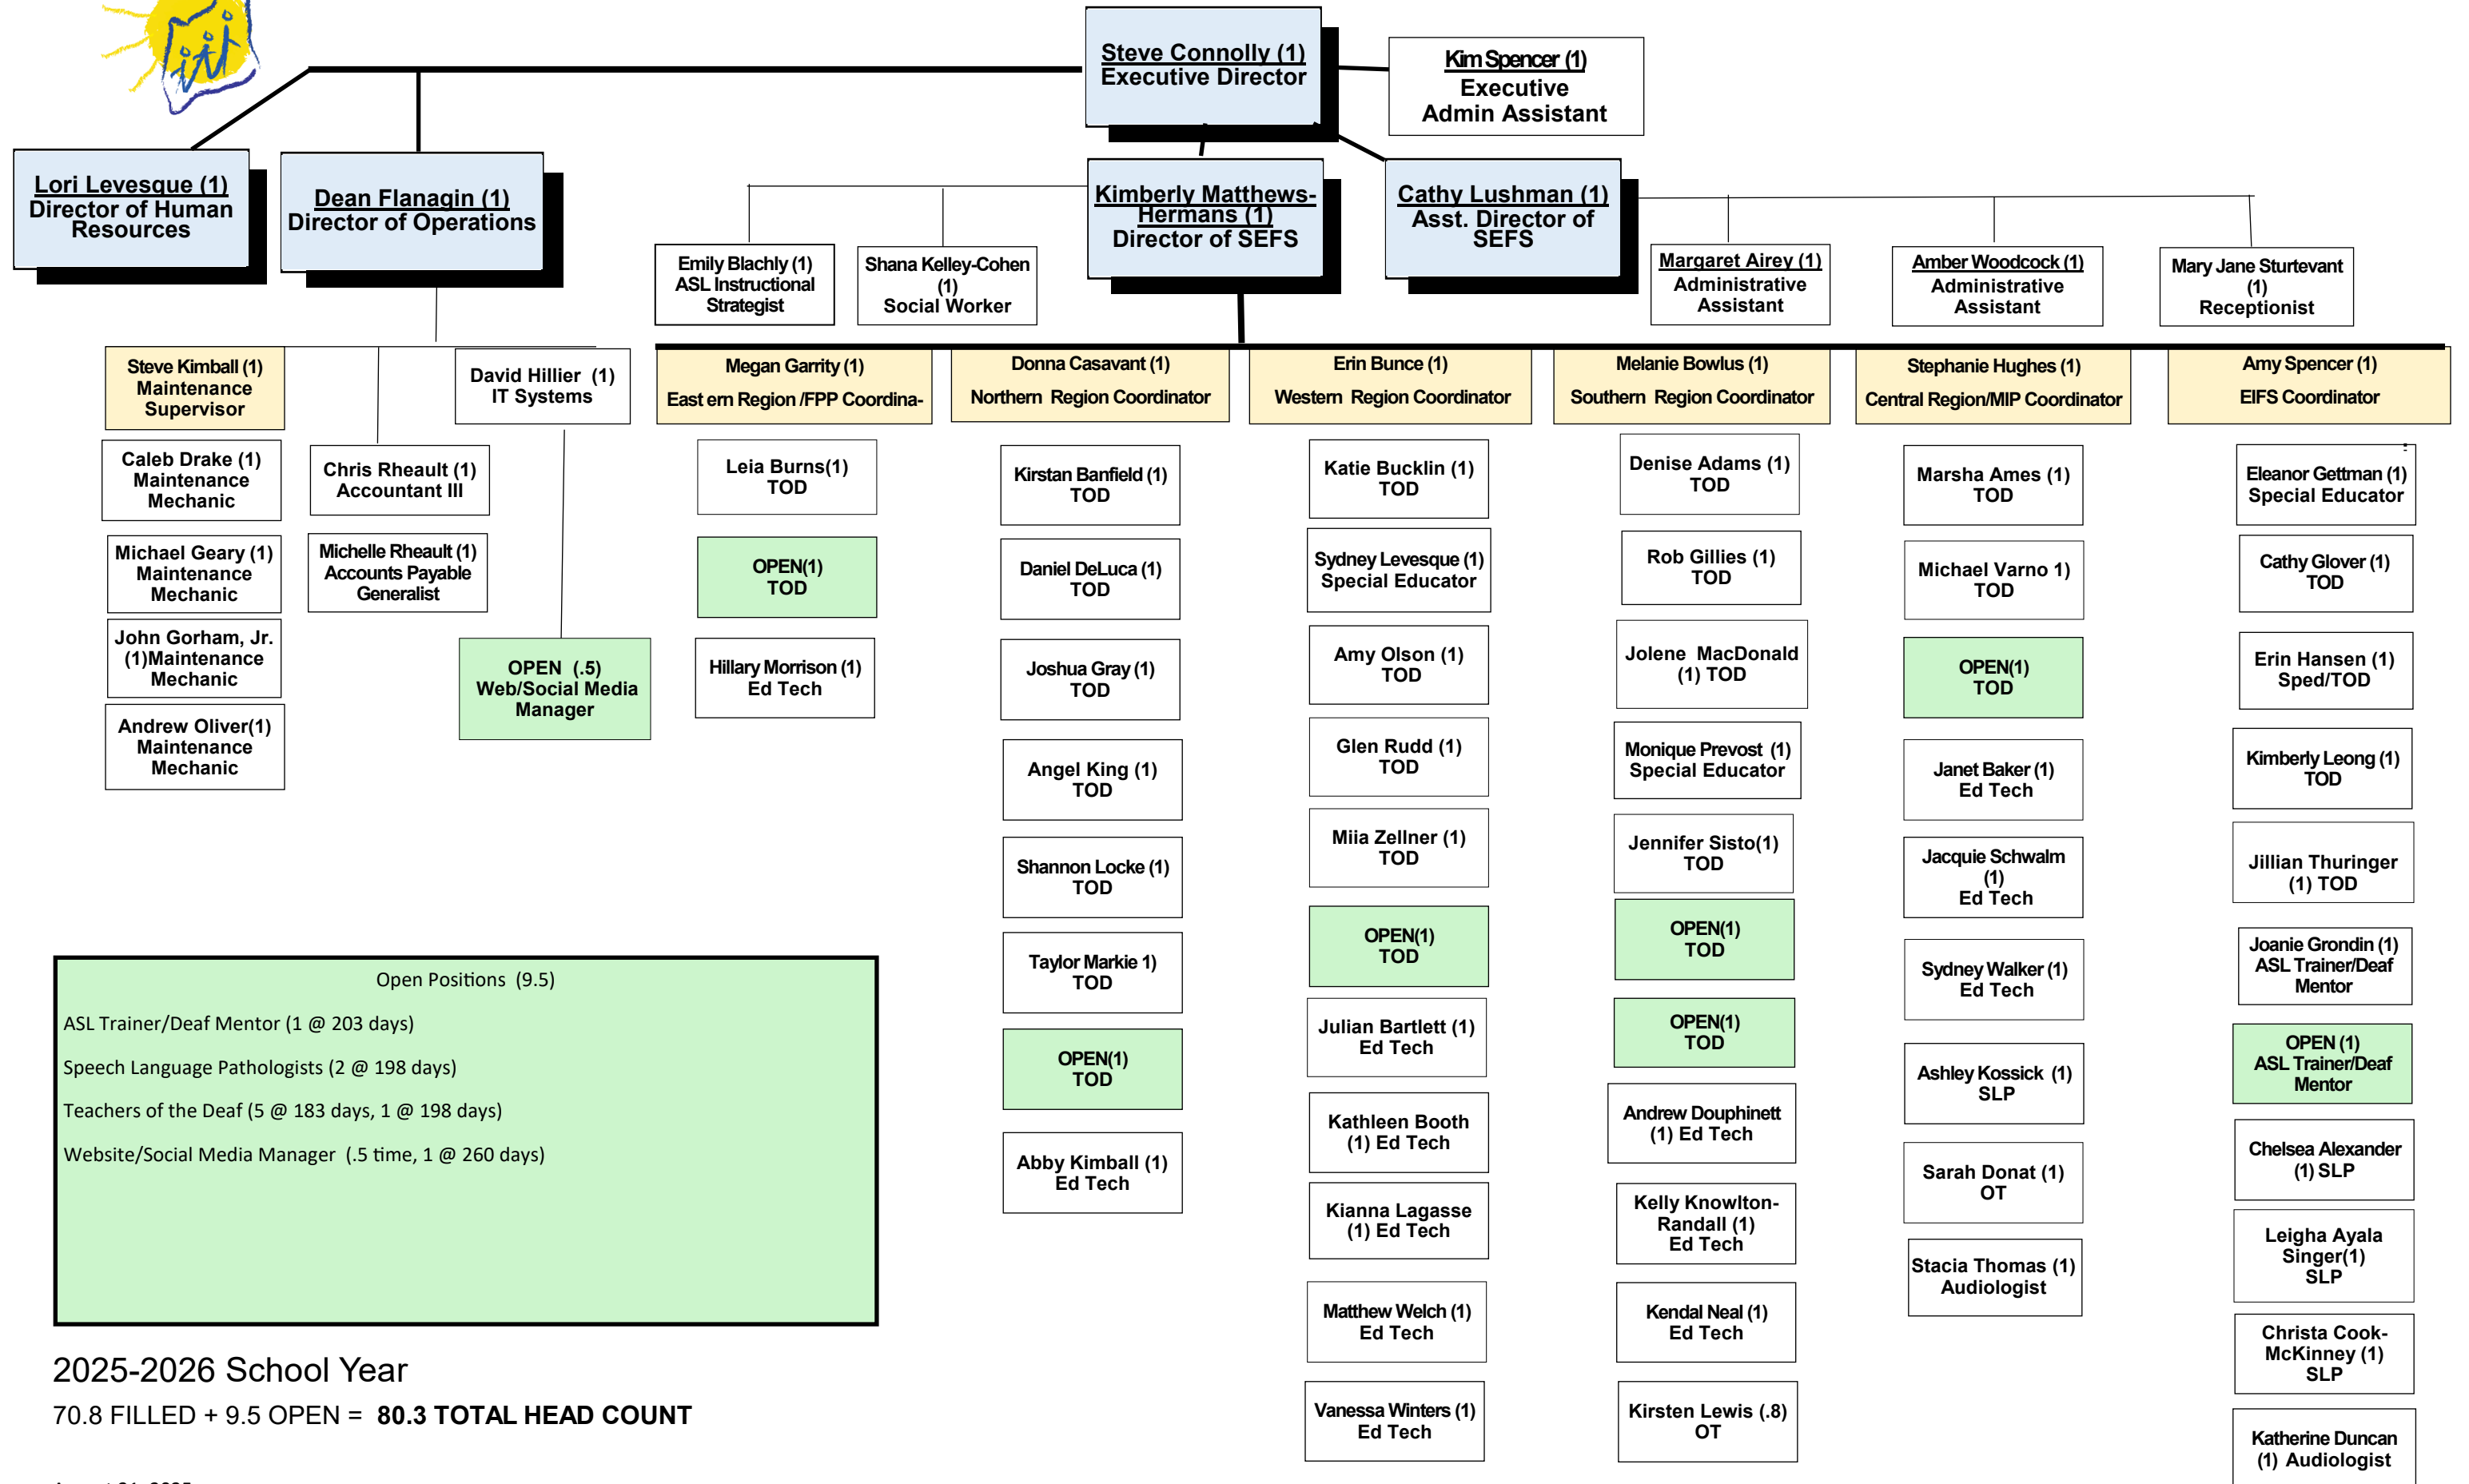 Steve Connolly (1)
Executive Director
Kim Spencer (1)
Executive
Admin Assistant
Lori Levesque (1)
Director of Human
Resources
Dean Flanagin (1)
Director of Operations
Kimberly Matthews-
Hermans (1)
Director of SEFS
Cathy Lushman (1)
Asst. Director of
SEFS
Emily Blachly (1)
ASL Instructional
Strategist
Shana Kelley-Cohen
(1)
Social Worker
Margaret Airey (1)
Administrative
Assistant
Amber Woodcock (1)
Administrative
Assistant
Mary Jane Sturtevant
(1)
Receptionist
Steve Kimball (1)
Maintenance
Supervisor
Caleb Drake (1)
Maintenance
Mechanic
Michael Geary (1)
Maintenance
Mechanic
John Gorham, Jr.
(1)Maintenance
Mechanic
Andrew Oliver(1)
Maintenance
Mechanic
Chris Rheault (1)
Accountant III
Michelle Rheault (1)
Accounts Payable
Generalist
David Hillier (1)
IT Systems
OPEN (.5)
Web/Social Media
Manager
Megan Garrity (1)
East ern Region /FPP Coordina-
Leia Burns(1)
TOD
OPEN(1)
TOD
Hillary Morrison (1)
Ed Tech
Donna Casavant (1)
Northern Region Coordinator
Kirstan Banfield (1)
TOD
Daniel DeLuca (1)
TOD
Joshua Gray (1)
TOD
Angel King (1)
TOD
Shannon Locke (1)
TOD
Taylor Markie 1)
TOD
OPEN(1)
TOD
Abby Kimball (1)
Ed Tech
Erin Bunce (1)
Western Region Coordinator
Katie Bucklin (1)
TOD
Sydney Levesque (1)
Special Educator
Amy Olson (1)
TOD
Glen Rudd (1)
TOD
Miia Zellner (1)
TOD
OPEN(1)
TOD
Julian Bartlett (1)
Ed Tech
Kathleen Booth
(1) Ed Tech
Kianna Lagasse
(1) Ed Tech
Matthew Welch (1)
Ed Tech
Vanessa Winters (1)
Ed Tech
Melanie Bowlus (1)
Southern Region Coordinator
Denise Adams (1)
TOD
Rob Gillies (1)
TOD
Jolene MacDonald
(1) TOD
Monique Prevost (1)
Special Educator
Jennifer Sisto(1)
TOD
OPEN(1)
TOD
OPEN(1)
TOD
Andrew Douphinett
(1) Ed Tech
Kelly Knowlton-
Randall (1)
Ed Tech
Kendal Neal (1)
Ed Tech
Kirsten Lewis (.8)
OT
Stephanie Hughes (1)
Central Region/MIP Coordinator
Marsha Ames (1)
TOD
Michael Varno 1)
TOD
OPEN(1)
TOD
Janet Baker (1)
Ed Tech
Jacquie Schwalm
(1)
Ed Tech
Sydney Walker (1)
Ed Tech
Ashley Kossick (1)
SLP
Sarah Donat (1)
OT
Stacia Thomas (1)
Audiologist
Amy Spencer (1)
EIFS Coordinator
Eleanor Gettman (1)
Special Educator
Cathy Glover (1)
TOD
Erin Hansen (1)
Sped/TOD
Kimberly Leong (1)
TOD
Jillian Thuringer
(1) TOD
Joanie Grondin (1)
ASL Trainer/Deaf
Mentor
OPEN (1)
ASL Trainer/Deaf
Mentor
Chelsea Alexander
(1) SLP
Leigha Ayala
Singer(1)
SLP
Christa Cook-
McKinney (1)
SLP
Katherine Duncan
(1) Audiologist
Open Positions (9.5)
ASL Trainer/Deaf Mentor (1 @ 203 days)
Speech Language Pathologists (2 @ 198 days)
Teachers of the Deaf (5 @ 183 days, 1 @ 198 days)
Website/Social Media Manager (.5 time, 1 @ 260 days)
2025-2026 School Year
70.8 FILLED + 9.5 OPEN = 80.3 TOTAL HEAD COUNT